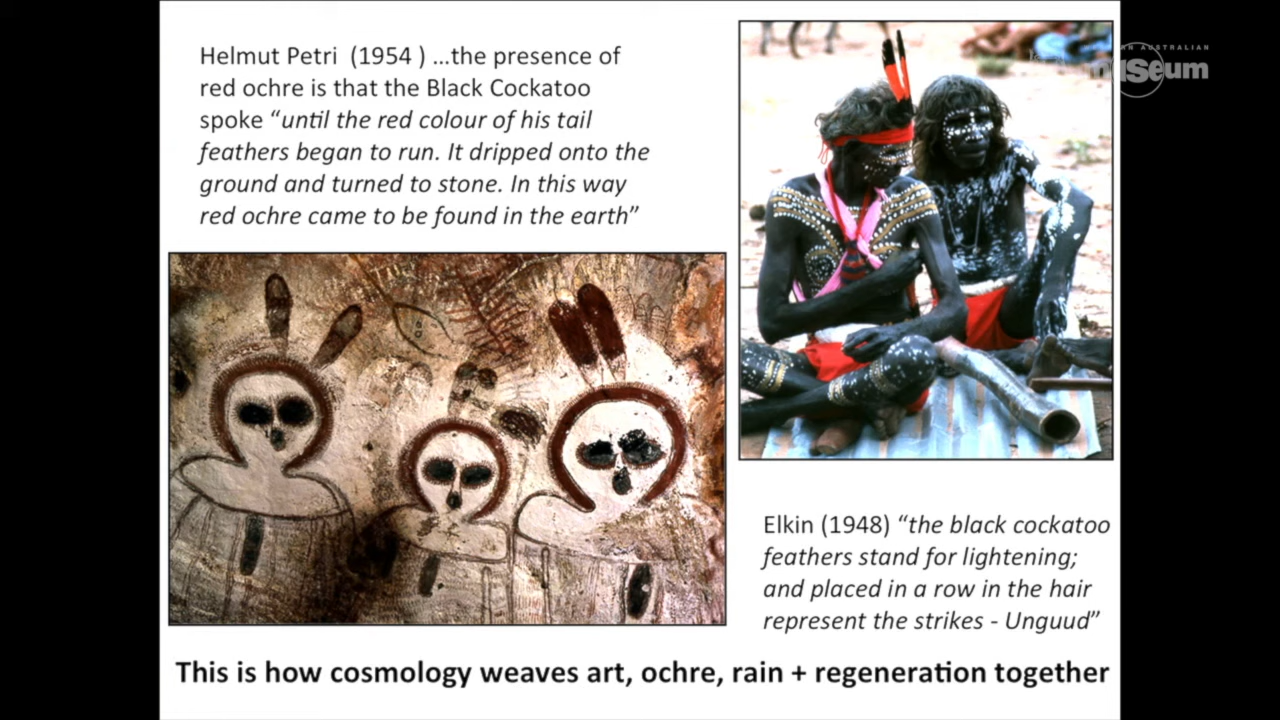 Helmut Petri (1954 ) ...the presence of
red ochre is that the Black Cockatoo
spoke “until the red colour of his tail
feathers began to run. It dripped onto the
ground and turned to stone. In this way
red ochre came to be found in the earth”
AUSTRALIAN
museum
Elkin (1948) “the black cockatoo
feathers stand for lightening;
and placed in a row in the hair
represent the strikes - Unguud”
This is how cosmology weaves art, ochre, rain + regeneration together